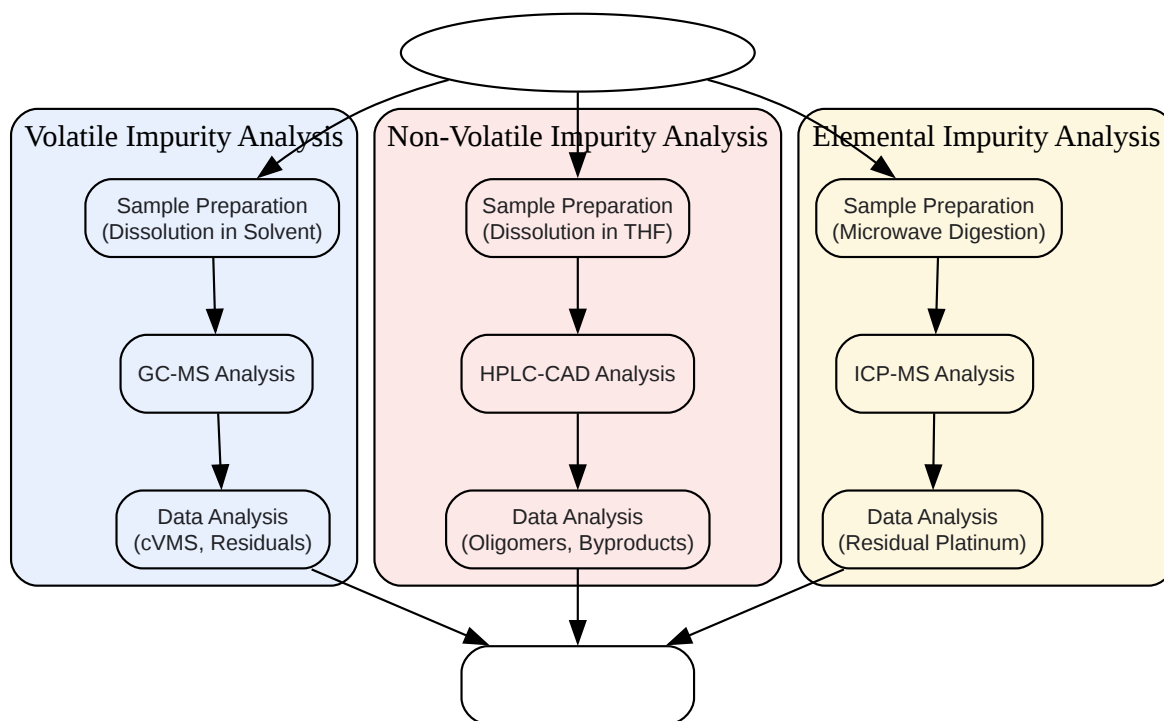 Volatile Impurity Analysis
Sample Preparation
(Dissolution in Solvent)
GC-MS Analysis
Data Analysis
(cVMS, Residuals)
Non-Volatile Impurity Analysis
Sample Preparation
(Dissolution in THF)
HPLC-CAD Analysis
Data Analysis
(Oligomers, Byproducts)
Elemental Impurity Analysis
Sample Preparation
(Microwave Digestion)
ICP-MS Analysis
Data Analysis
(Residual Platinum)